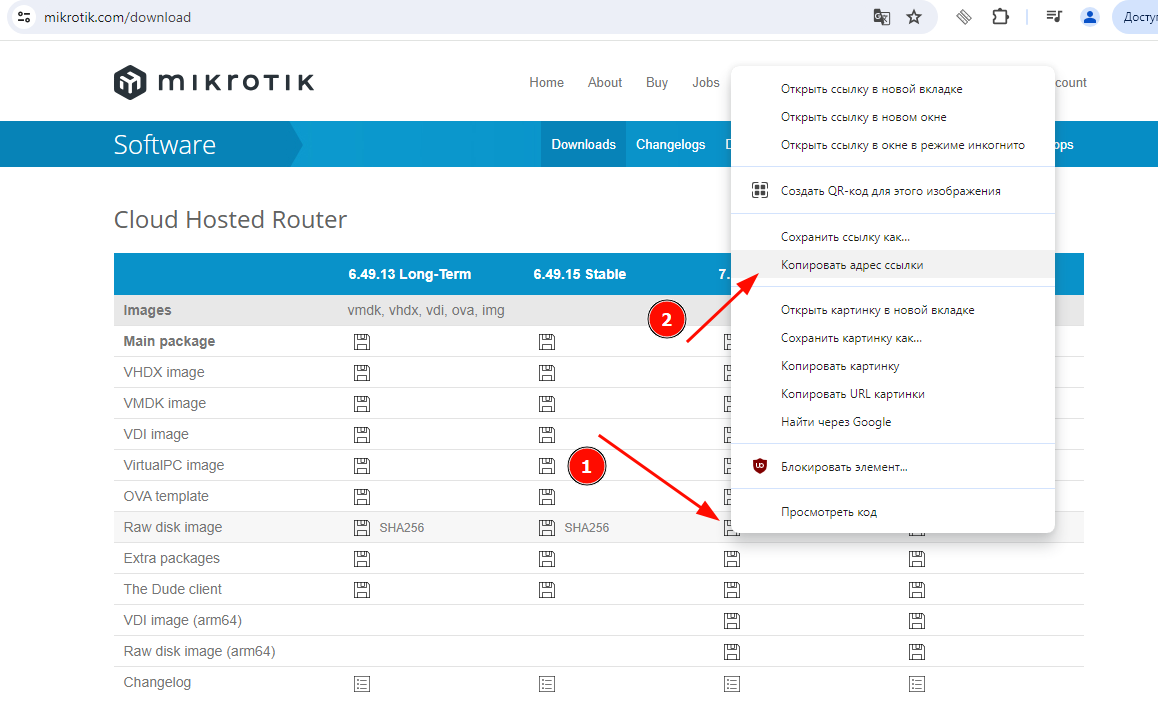 mikrotik.com/download
MIKROTIK
Home About Buy Jobs
count
Software
Downloads Changelogs
Cloud Hosted Router
6.49.13 Long-Term 6.49.15 Stable 7.
Images vmdk, vhdx, vdi, ova, img
Main package
VHDX image
VMDK image
VDI image
VirtualPC image
OVA template
Raw disk image SHA256 SHA256
Extra packages
The Dude client
VDI image (arm64)
Raw disk image (arm64)
Changelog
Открыть ссылку в новой вкладке
Открыть ссылку в новом окне
Открыть ссылку в окне в режиме инкогнито
Создать QR-код для этого изображения
Сохранить ссылку как...
Копировать адрес ссылки
Открыть картинку в новой вкладке
Сохранить картинку как...
Копировать картинку
Копировать URL картинки
Найти через Google
Блокировать элемент...
Просмотреть код
2
1